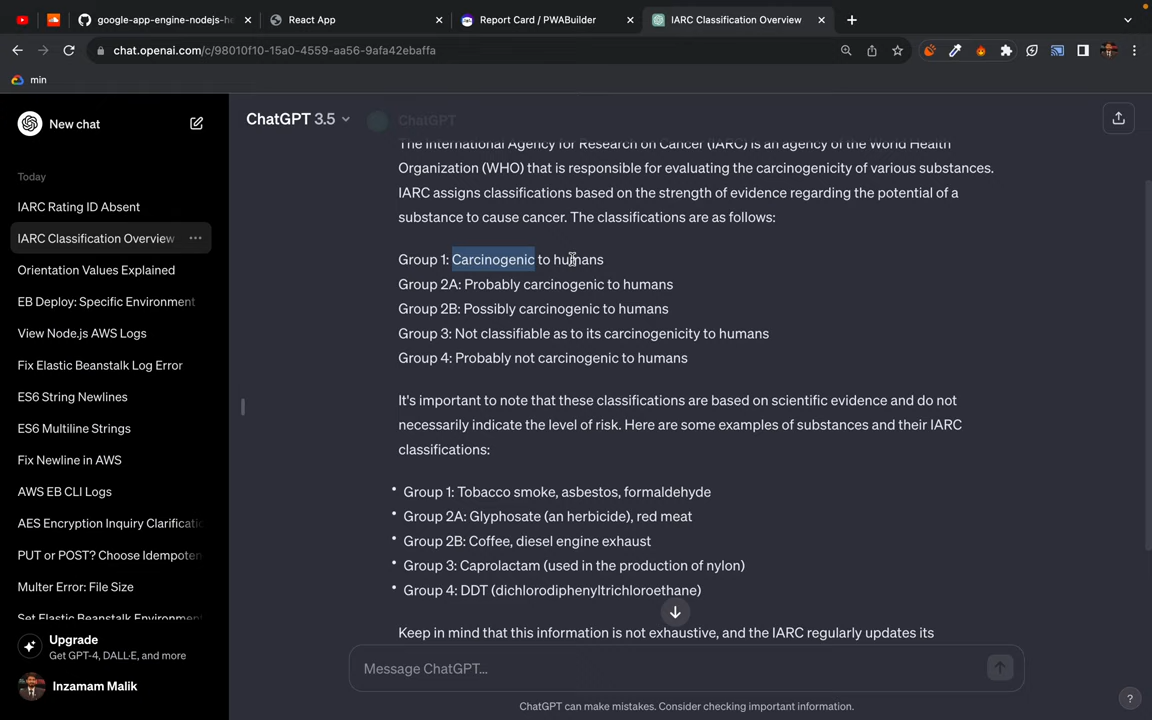 google-app-engine-nodejs-he
React App
Report Card / PWABuilder
IARC Classification Overview
chat.openai.com/c/98010f10-15a0-4559-aa56-9afa42ebaffa
min
New chat
Today
IARC Rating ID Absent
IARC Classification Overview
Orientation Values Explained
EB Deploy: Specific Environment
View Node.js AWS Logs
Fix Elastic Beanstalk Log Error
ES6 String Newlines
ES6 Multiline Strings
Fix Newline in AWS
AWS EB CLI Logs
AES Encryption Inquiry Clarificati
PUT or POST? Choose Idempoten
Multer Error: File Size
Set Elastic Beanstalk Environmen
Upgrade
Get GPT-4, DALL·E, and more
Inzamam Malik
ChatGPT 3.5
ChatGPT
The International Agency for Research on Cancer (IARC) is an agency of the World Health
Organization (WHO) that is responsible for evaluating the carcinogenicity of various substances.
IARC assigns classifications based on the strength of evidence regarding the potential of a
substance to cause cancer. The classifications are as follows:
Group 1: Carcinogenic to humans
Group 2A: Probably carcinogenic to humans
Group 2B: Possibly carcinogenic to humans
Group 3: Not classifiable as to its carcinogenicity to humans
Group 4: Probably not carcinogenic to humans
It's important to note that these classifications are based on scientific evidence and do not
necessarily indicate the level of risk. Here are some examples of substances and their IARC
classifications:
• Group 1: Tobacco smoke, asbestos, formaldehyde
• Group 2A: Glyphosate (an herbicide), red meat
• Group 2B: Coffee, diesel engine exhaust
• Group 3: Caprolactam (used in the production of nylon)
• Group 4: DDT (dichlorodiphenyltrichloroethane)
Keep in mind that this information is not exhaustive, and the IARC regularly updates its
Message ChatGPT...
ChatGPT can make mistakes. Consider checking important information.
?